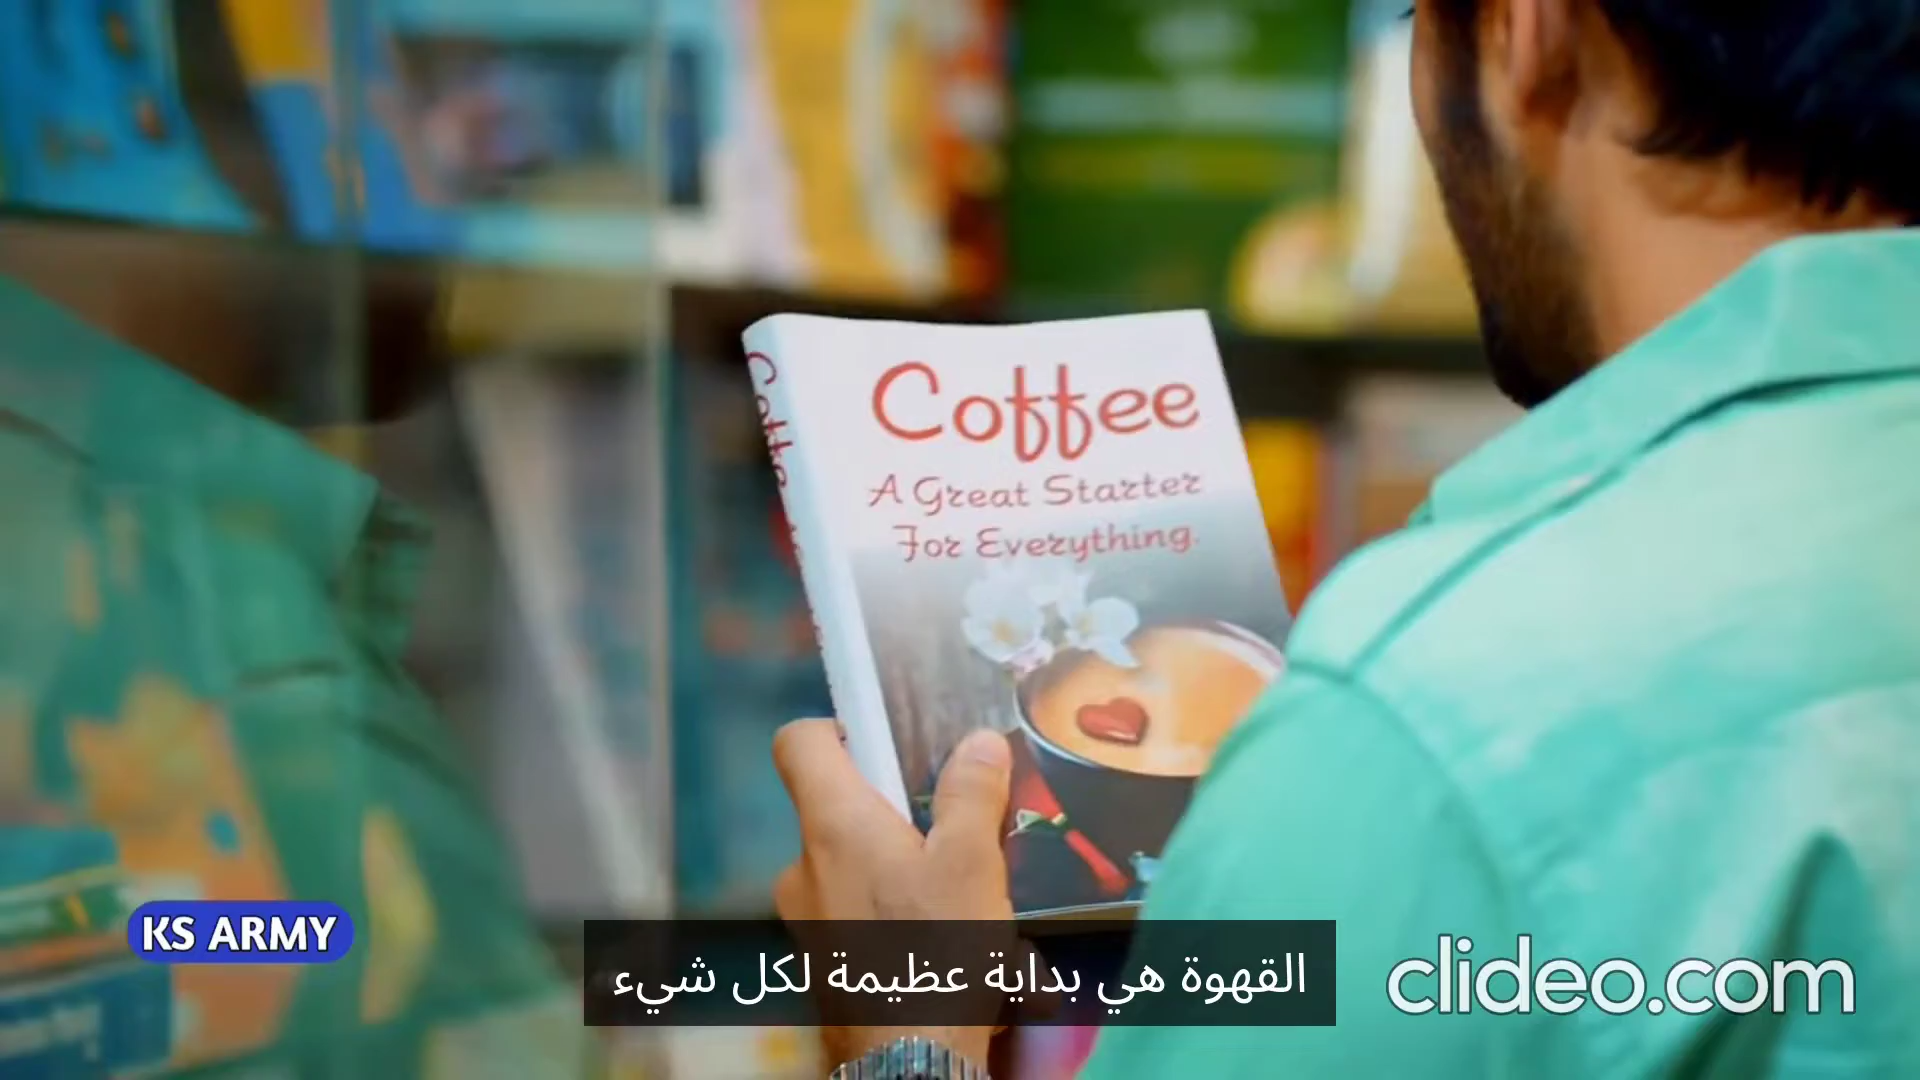 Coffee
A Great Starter
For Everything.
KS ARMY
القهوة هي بداية عظيمة لكل شيء
clideo.com